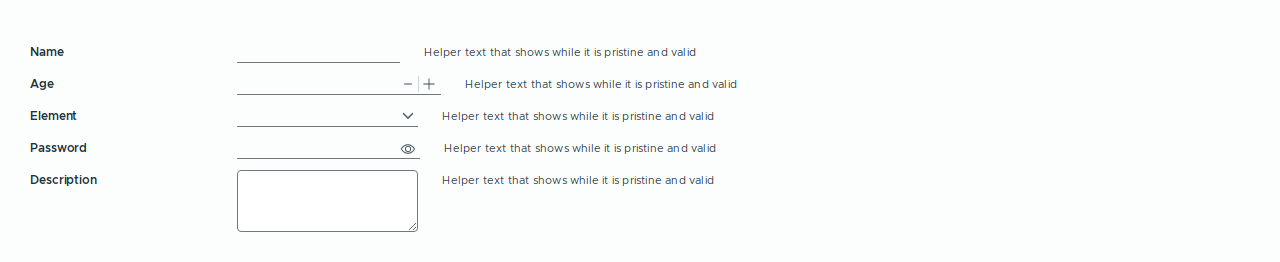 Name Helper text that shows while it is pristine and valid
Age Helper text that shows while it is pristine and valid
Element Helper text that shows while it is pristine and valid
Password Helper text that shows while it is pristine and valid
Description Helper text that shows while it is pristine and valid